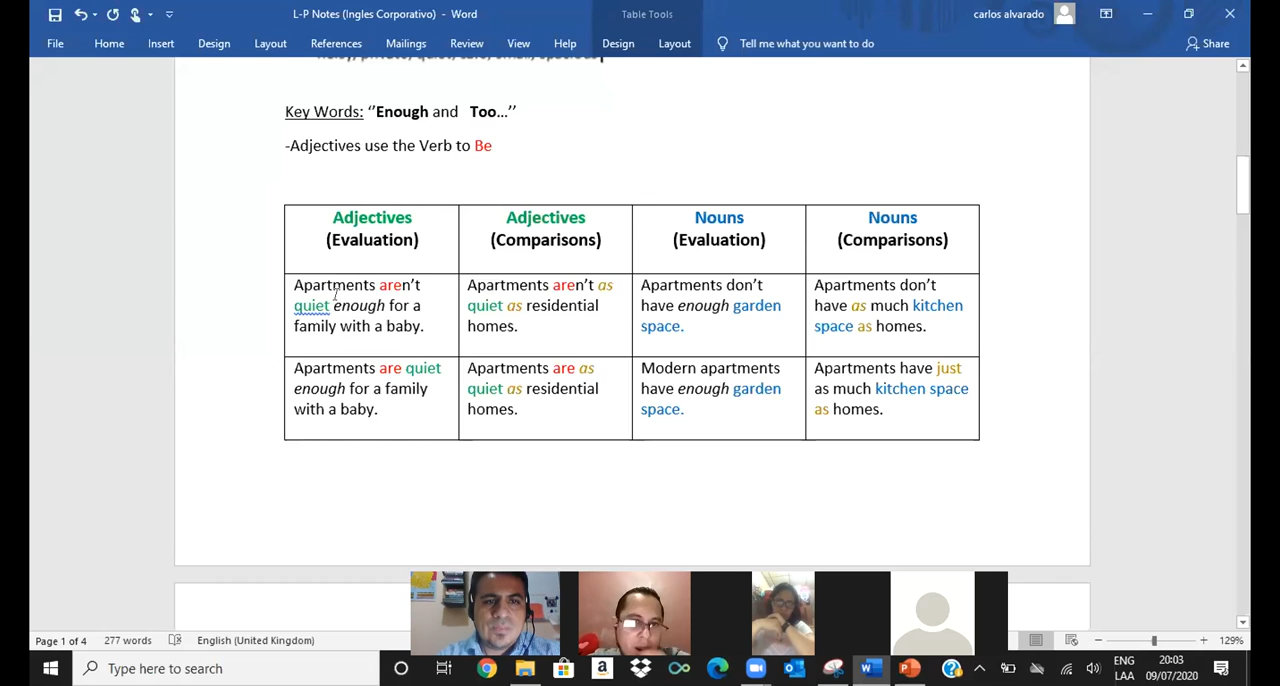 L-P Notes (Ingles Corporativo) - Word
Table Tools
carlos alvarado
File Home Insert Design Layout References Mailings Review View Help Design Layout Tell me what you want to do Share
noisy, private, quiet, safe, small, spacious
Key Words: ‘’Enough and Too…’’
-Adjectives use the Verb to Be
Adjectives
(Evaluation)
Adjectives
(Comparisons)
Nouns
(Evaluation)
Nouns
(Comparisons)
Apartments aren’t
quiet enough for a
family with a baby.
Apartments aren’t as
quiet as residential
homes.
Apartments don’t
have enough garden
space.
Apartments don’t
have as much kitchen
space as homes.
Apartments are quiet
enough for a family
with a baby.
Apartments are as
quiet as residential
homes.
Modern apartments
have enough garden
space.
Apartments have just
as much kitchen space
as homes.
Page 1 of 4 277 words English (United Kingdom) 129%
Type here to search
ENG
LAA
20:03
09/07/2020